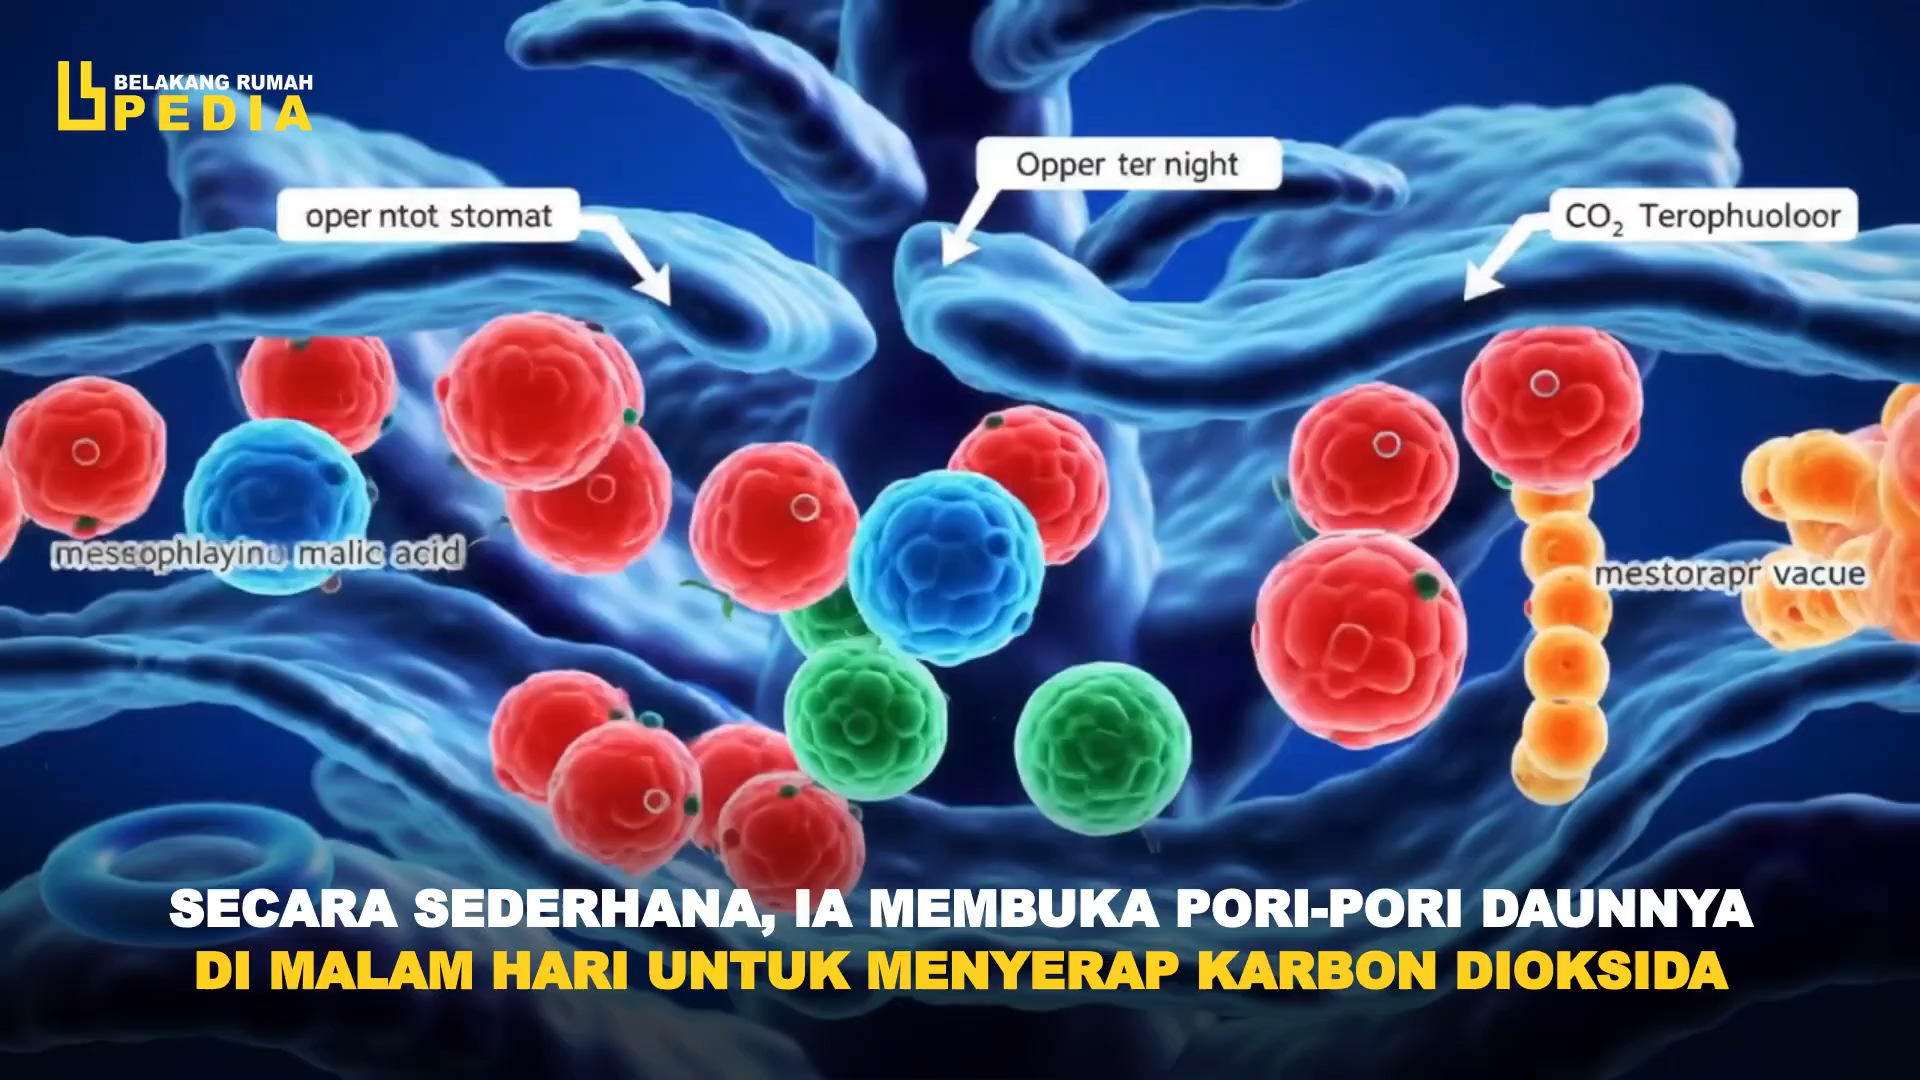 BELAKANG RUMAH
PEDIA
Opper ter night
oper ntot stomat
CO₂ Terophuoloor
malic acid
mestorapr vacue
SECARA SEDERHANA, IA MEMBUKA PORI-PORI DAUNNYA
DI MALAM HARI UNTUK MENYERAP KARBON DIOKSIDA